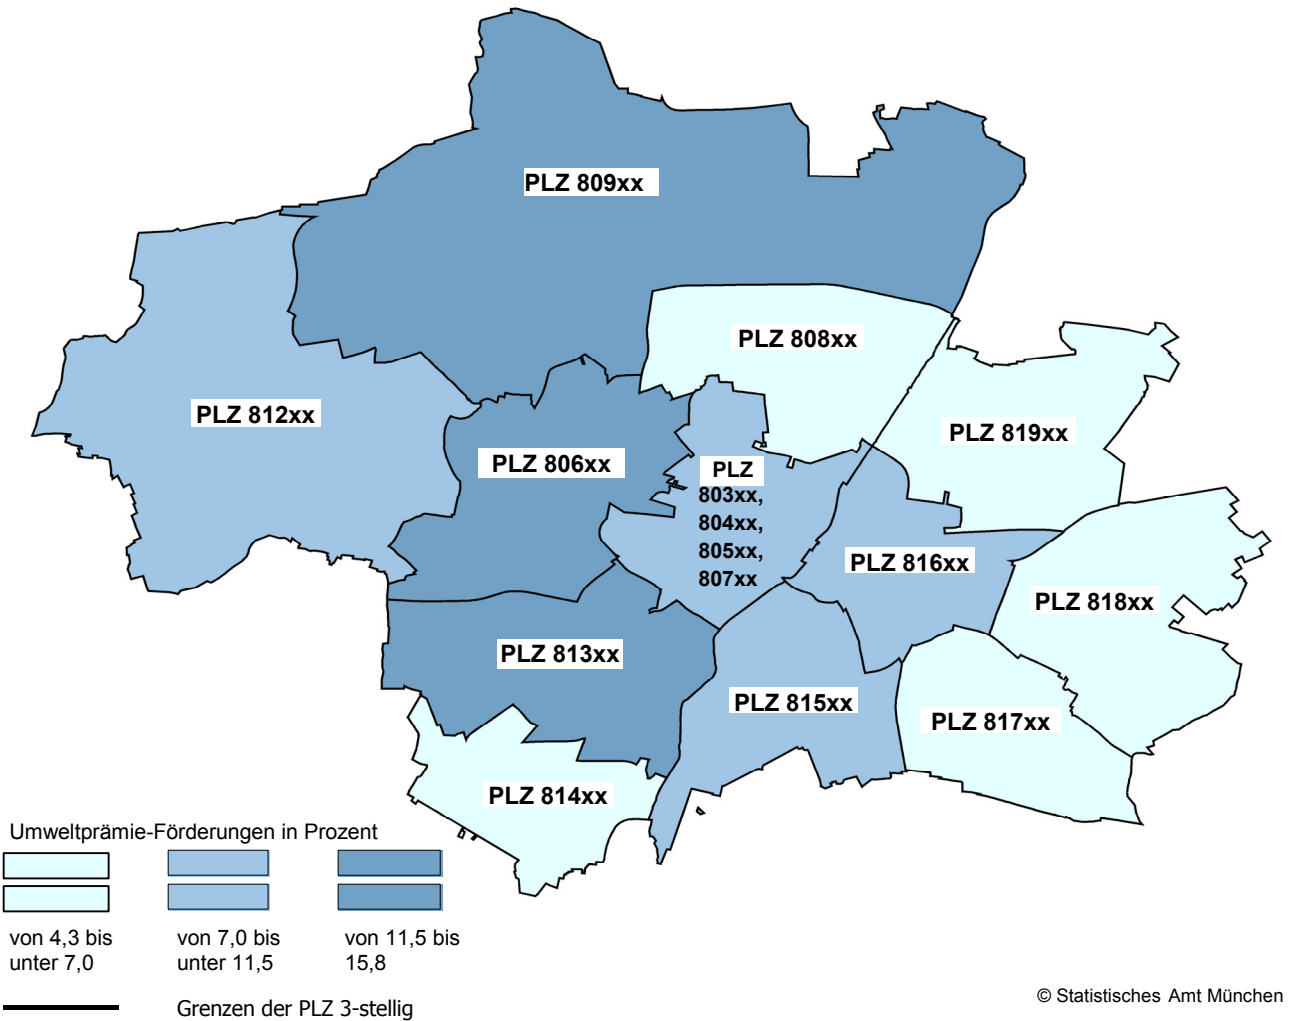 PLZ 809xx
PLZ 808xx
PLZ 812xx
PLZ 819xx
PLZ 806xx
PLZ
803xx,
804xx,
805xx,
807xx
PLZ 816xx
PLZ 818xx
PLZ 813xx
PLZ 815xx
PLZ 817xx
PLZ 814xx
Umweltprämie-Förderungen in Prozent
von 4,3 bis
unter 7,0
von 7,0 bis
unter 11,5
von 11,5 bis
15,8
Grenzen der PLZ 3-stellig
© Statistisches Amt München